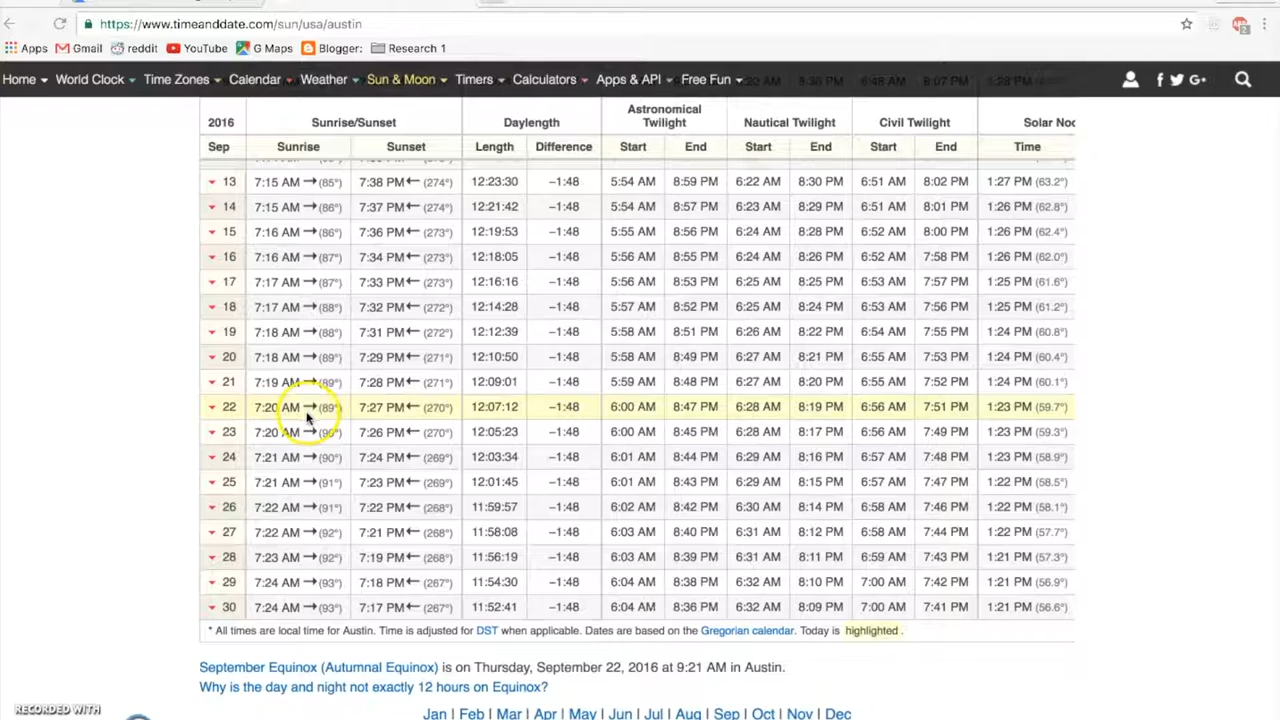 https://www.timeanddate.com/sun/usa/austin
Apps Gmail reddit YouTube G Maps Blogger: Research 1
Home World Clock Time Zones Calendar Weather Sun & Moon Timers Calculators Apps & API Free Fun
2016 Sunrise/Sunset Daylength Astronomical Twilight Nautical Twilight Civil Twilight Solar Noo
Sep Sunrise Sunset Length Difference Start End Start End Start End Time
13 7:15 AM → (85°) 7:38 PM ← (274°) 12:23:30 −1:48 5:54 AM 8:59 PM 6:22 AM 8:30 PM 6:51 AM 8:02 PM 1:27 PM (63.2°)
14 7:15 AM → (86°) 7:37 PM ← (274°) 12:21:42 −1:48 5:54 AM 8:57 PM 6:23 AM 8:29 PM 6:51 AM 8:01 PM 1:26 PM (62.8°)
15 7:16 AM → (86°) 7:36 PM ← (273°) 12:19:53 −1:48 5:55 AM 8:56 PM 6:24 AM 8:28 PM 6:52 AM 8:00 PM 1:26 PM (62.4°)
16 7:16 AM → (87°) 7:34 PM ← (273°) 12:18:05 −1:48 5:56 AM 8:55 PM 6:24 AM 8:26 PM 6:52 AM 7:58 PM 1:26 PM (62.0°)
17 7:17 AM → (87°) 7:33 PM ← (273°) 12:16:16 −1:48 5:56 AM 8:53 PM 6:25 AM 8:25 PM 6:53 AM 7:56 PM 1:25 PM (61.6°)
18 7:17 AM → (88°) 7:32 PM ← (272°) 12:14:28 −1:48 5:57 AM 8:52 PM 6:25 AM 8:24 PM 6:53 AM 7:56 PM 1:25 PM (61.2°)
19 7:18 AM → (88°) 7:31 PM ← (272°) 12:12:39 −1:48 5:58 AM 8:51 PM 6:26 AM 8:22 PM 6:54 AM 7:55 PM 1:24 PM (60.8°)
20 7:18 AM → (89°) 7:29 PM ← (271°) 12:10:50 −1:48 5:58 AM 8:49 PM 6:27 AM 8:21 PM 6:55 AM 7:53 PM 1:24 PM (60.4°)
21 7:19 AM → (89°) 7:28 PM ← (271°) 12:09:01 −1:48 5:59 AM 8:48 PM 6:27 AM 8:20 PM 6:55 AM 7:52 PM 1:24 PM (60.1°)
22 7:20 AM → (89°) 7:27 PM ← (270°) 12:07:12 −1:48 6:00 AM 8:47 PM 6:28 AM 8:19 PM 6:56 AM 7:51 PM 1:23 PM (59.7°)
23 7:20 AM → (90°) 7:26 PM ← (270°) 12:05:23 −1:48 6:00 AM 8:45 PM 6:28 AM 8:17 PM 6:56 AM 7:49 PM 1:23 PM (59.3°)
24 7:21 AM → (90°) 7:24 PM ← (269°) 12:03:34 −1:48 6:01 AM 8:44 PM 6:29 AM 8:16 PM 6:57 AM 7:48 PM 1:23 PM (58.9°)
25 7:21 AM → (91°) 7:23 PM ← (269°) 12:01:45 −1:48 6:01 AM 8:43 PM 6:29 AM 8:15 PM 6:57 AM 7:47 PM 1:22 PM (58.5°)
26 7:22 AM → (91°) 7:22 PM ← (268°) 11:59:57 −1:48 6:02 AM 8:42 PM 6:30 AM 8:14 PM 6:58 AM 7:46 PM 1:22 PM (58.1°)
27 7:22 AM → (92°) 7:21 PM ← (268°) 11:58:08 −1:48 6:03 AM 8:40 PM 6:31 AM 8:12 PM 6:58 AM 7:44 PM 1:22 PM (57.7°)
28 7:23 AM → (92°) 7:19 PM ← (268°) 11:56:19 −1:48 6:03 AM 8:39 PM 6:31 AM 8:11 PM 6:59 AM 7:43 PM 1:21 PM (57.3°)
29 7:24 AM → (93°) 7:18 PM ← (267°) 11:54:30 −1:48 6:04 AM 8:38 PM 6:32 AM 8:10 PM 7:00 AM 7:42 PM 1:21 PM (56.9°)
30 7:24 AM → (93°) 7:17 PM ← (267°) 11:52:41 −1:48 6:04 AM 8:36 PM 6:32 AM 8:09 PM 7:00 AM 7:41 PM 1:21 PM (56.6°)
* All times are local time for Austin. Time is adjusted for DST when applicable. Dates are based on the Gregorian calendar. Today is highlighted .
September Equinox (Autumnal Equinox) is on Thursday, September 22, 2016 at 9:21 AM in Austin.
Why is the day and night not exactly 12 hours on Equinox?
RECORDED WITH
Jan | Feb | Mar | Apr | May | Jun | Jul | Aug | Sep | Oct | Nov | Dec